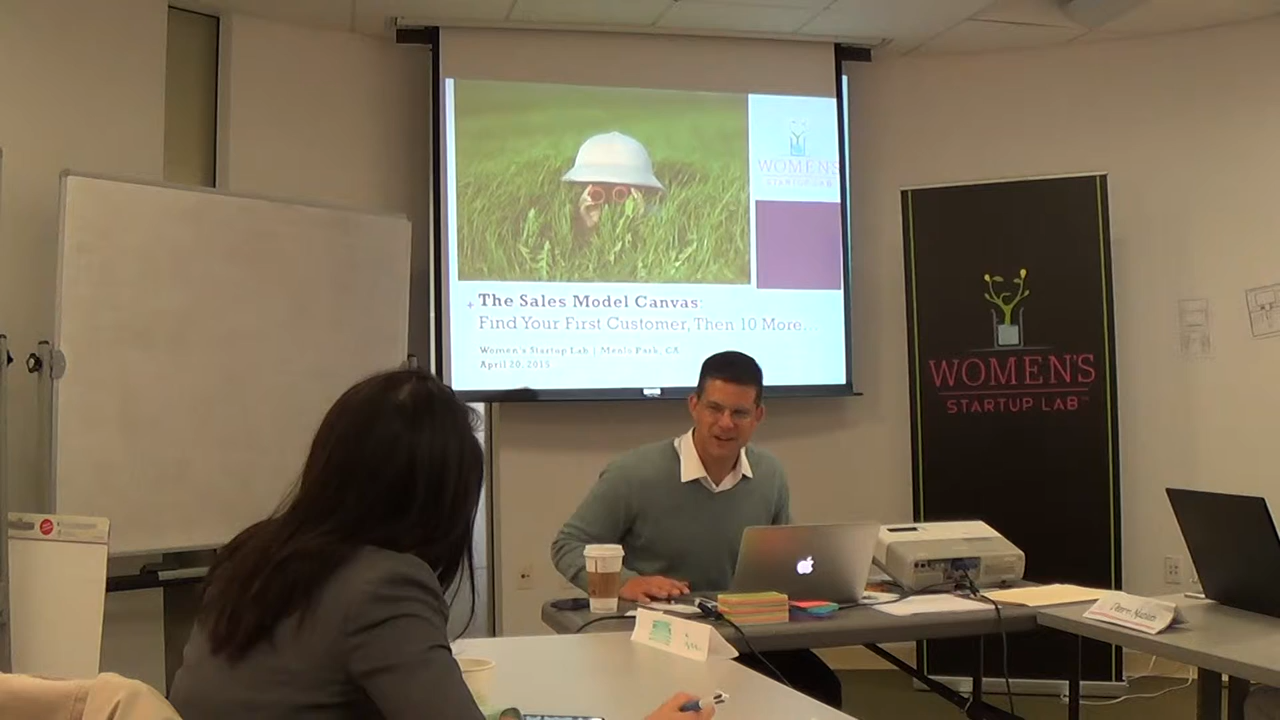 WOMEN'S
STARTUP LAB
The Sales Model Canvas:
Find Your First Customer, Then 10 More...
Women's Startup Lab | Menlo Park, CA
April 20, 2015
WOMEN'S
STARTUP LAB